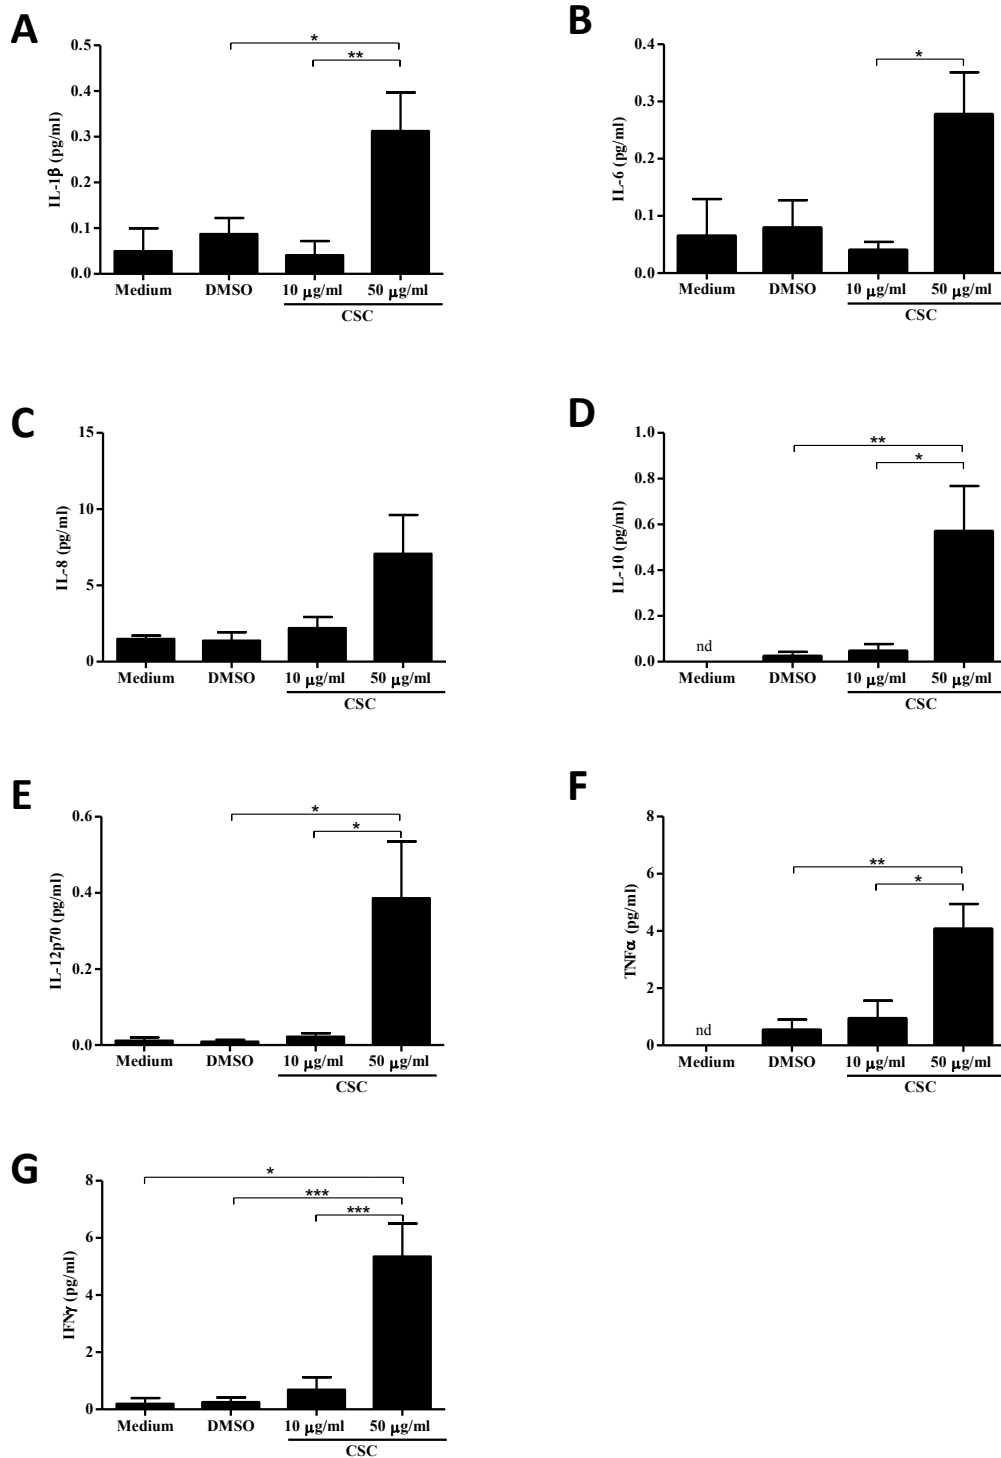 A
*
**
0.5
0.4
0.3
0.2
0.1
0.0
IL-1β (pg/ml)
Medium DMSO 10 µg/ml 50 µg/ml
CSC
B
*
0.4
0.3
0.2
0.1
0.0
IL-6 (pg/ml)
Medium DMSO 10 µg/ml 50 µg/ml
CSC
C
15
10
5
0
IL-8 (pg/ml)
Medium DMSO 10 µg/ml 50 µg/ml
CSC
D
**
*
1.0
0.8
0.6
0.4
0.2
0.0
IL-10 (pg/ml)
nd
Medium DMSO 10 µg/ml 50 µg/ml
CSC
E
*
*
0.6
0.4
0.2
0.0
IL-12p70 (pg/ml)
Medium DMSO 10 µg/ml 50 µg/ml
CSC
F
**
*
8
6
4
2
0
TNFα (pg/ml)
nd
Medium DMSO 10 µg/ml 50 µg/ml
CSC
G
*
***
***
8
6
4
2
0
IFNγ (pg/ml)
Medium DMSO 10 µg/ml 50 µg/ml
CSC